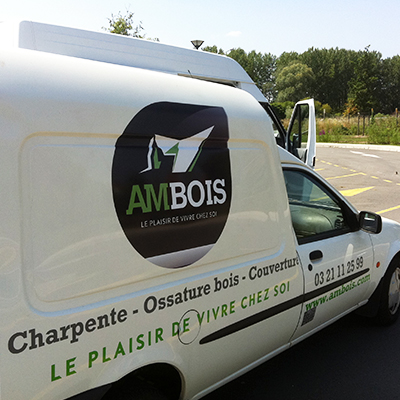 AMBOIS
LE PLAISIR DE VIVRE CHEZ SOI
Charpente - Ossature bois - Couverture
LE PLAISIR DE VIVRE CHEZ SOI
03 21 11 25 99
www.ambois.com